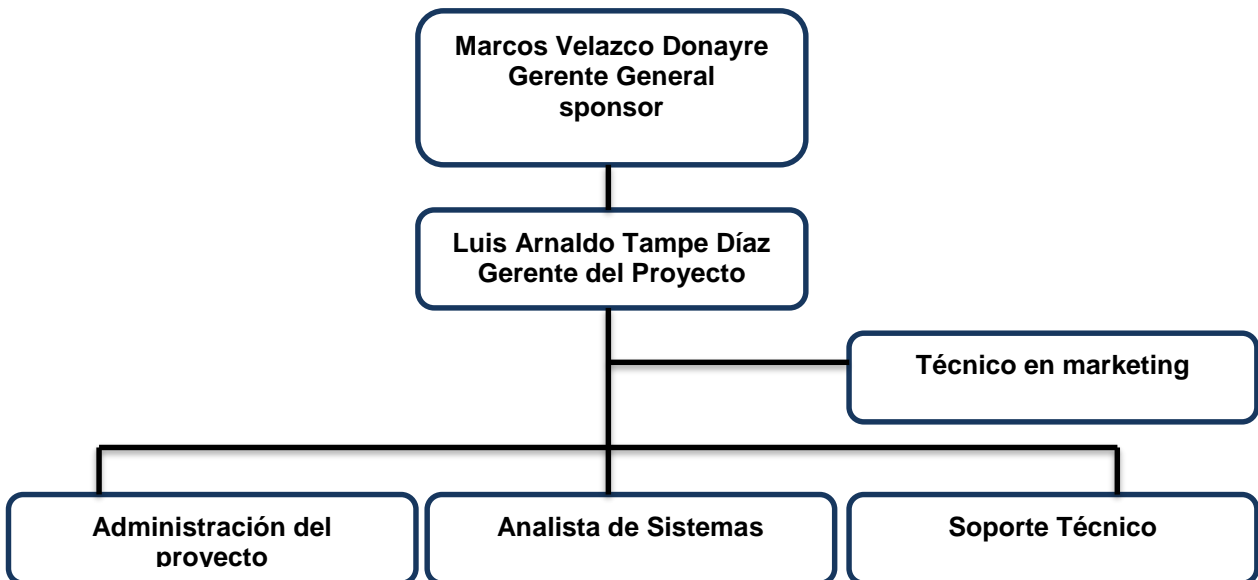 Marcos Velazco Donayre
Gerente General
sponsor
Luis Arnaldo Tampe Díaz
Gerente del Proyecto
Técnico en marketing
Administración del
proyecto
Analista de Sistemas
Soporte Técnico